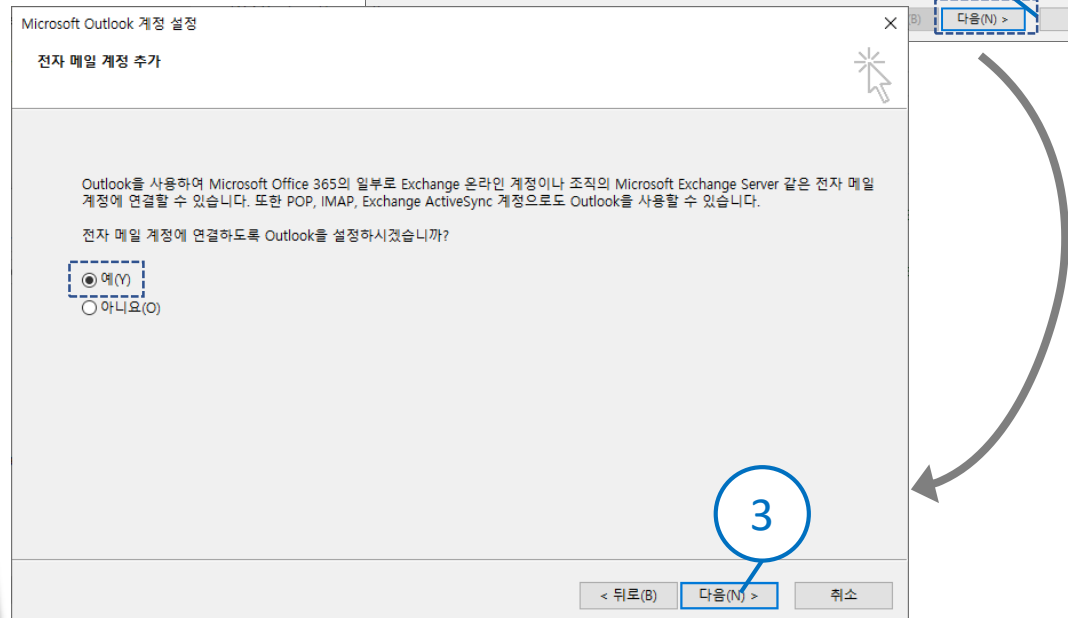 Microsoft Outlook 계정 설정
B)
다음(N) >
전자 메일 계정 추가
Outlook을 사용하여 Microsoft Office 365의 일부로 Exchange 온라인 계정이나 조직의 Microsoft Exchange Server 같은 전자 메일
계정에 연결할 수 있습니다. 또한 POP, IMAP, Exchange ActiveSync 계정으로도 Outlook을 사용할 수 있습니다.
전자 메일 계정에 연결하도록 Outlook을 설정하시겠습니까?
예(Y)
아니요(O)
3
< 뒤로(B)
다음(N) >
취소